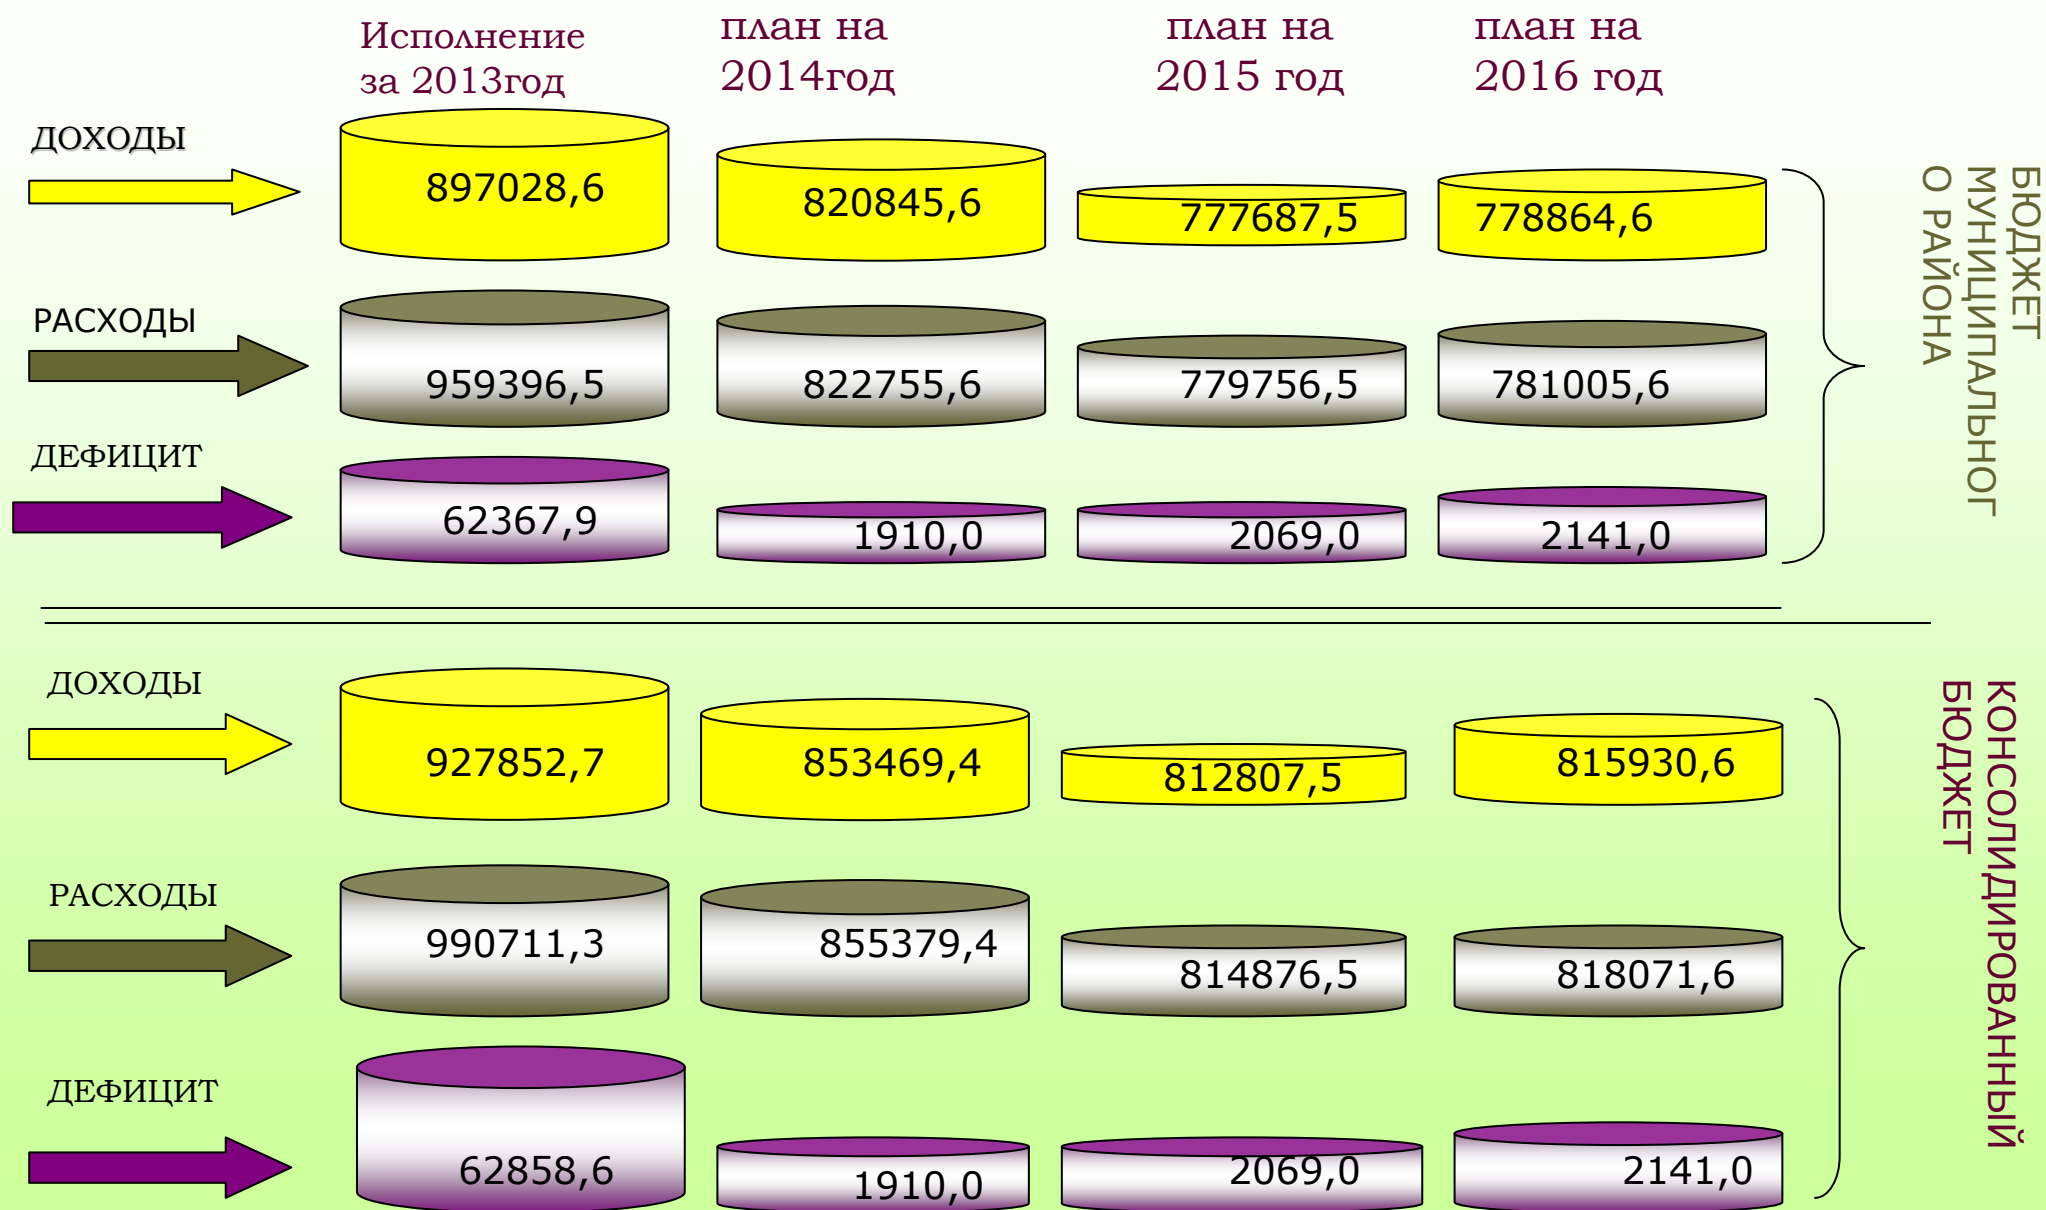 Исполнение
за 2013год
план на
2014год
план на
2015 год
план на
2016 год
ДОХОДЫ
897028,6
820845,6
777687,5
778864,6
РАСХОДЫ
959396,5
822755,6
779756,5
781005,6
ДЕФИЦИТ
62367,9
1910,0
2069,0
2141,0
БЮДЖЕТ
МУНИЦИПАЛЬНОГ
О РАЙОНА
ДОХОДЫ
927852,7
853469,4
812807,5
815930,6
РАСХОДЫ
990711,3
855379,4
814876,5
818071,6
ДЕФИЦИТ
62858,6
1910,0
2069,0
2141,0
КОНСОЛИДИРОВАННЫЙ
БЮДЖЕТ